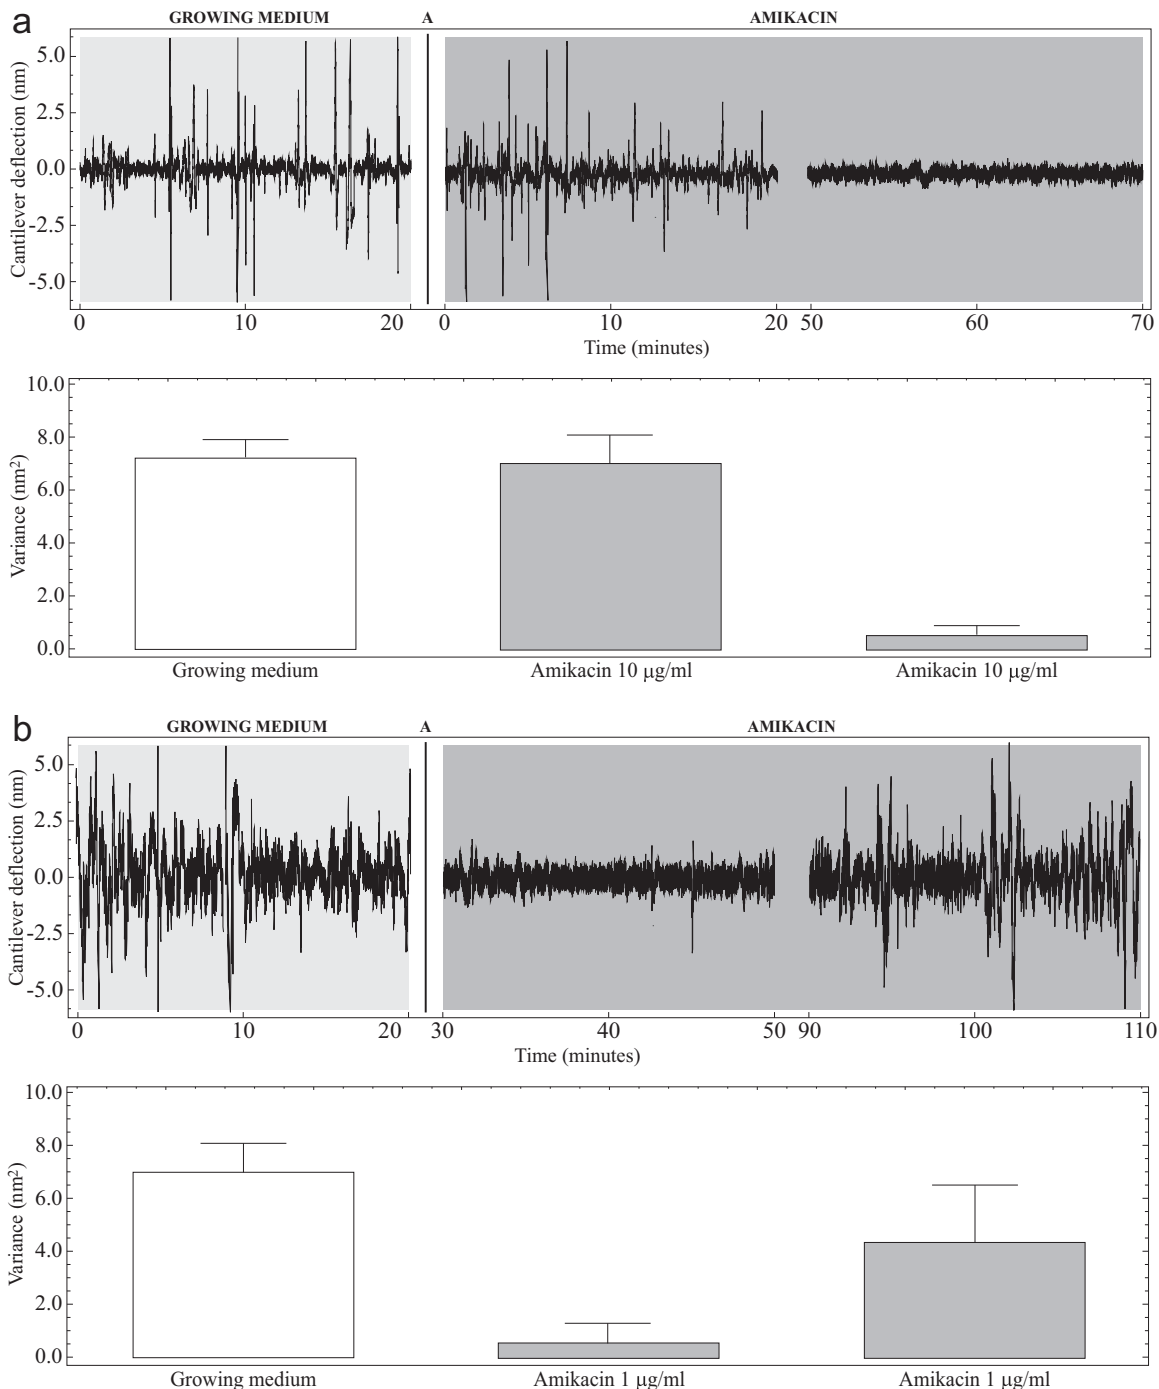 a
GROWING MEDIUM A AMIKACIN
Cantilever deflection (nm)
5.0
2.5
0.0
-2.5
-5.0
0 10 20 0 10 20 50 60 70
Time (minutes)
Variance (nm²)
10.0
8.0
6.0
4.0
2.0
0.0
Growing medium Amikacin 10 μg/ml Amikacin 10 μg/ml
b
GROWING MEDIUM A AMIKACIN
Cantilever deflection (nm)
5.0
2.5
0.0
-2.5
-5.0
0 10 20 30 40 50 90 100 110
Time (minutes)
Variance (nm²)
10.0
8.0
6.0
4.0
2.0
0.0
Growing medium Amikacin 1 μg/ml Amikacin 1 μg/ml